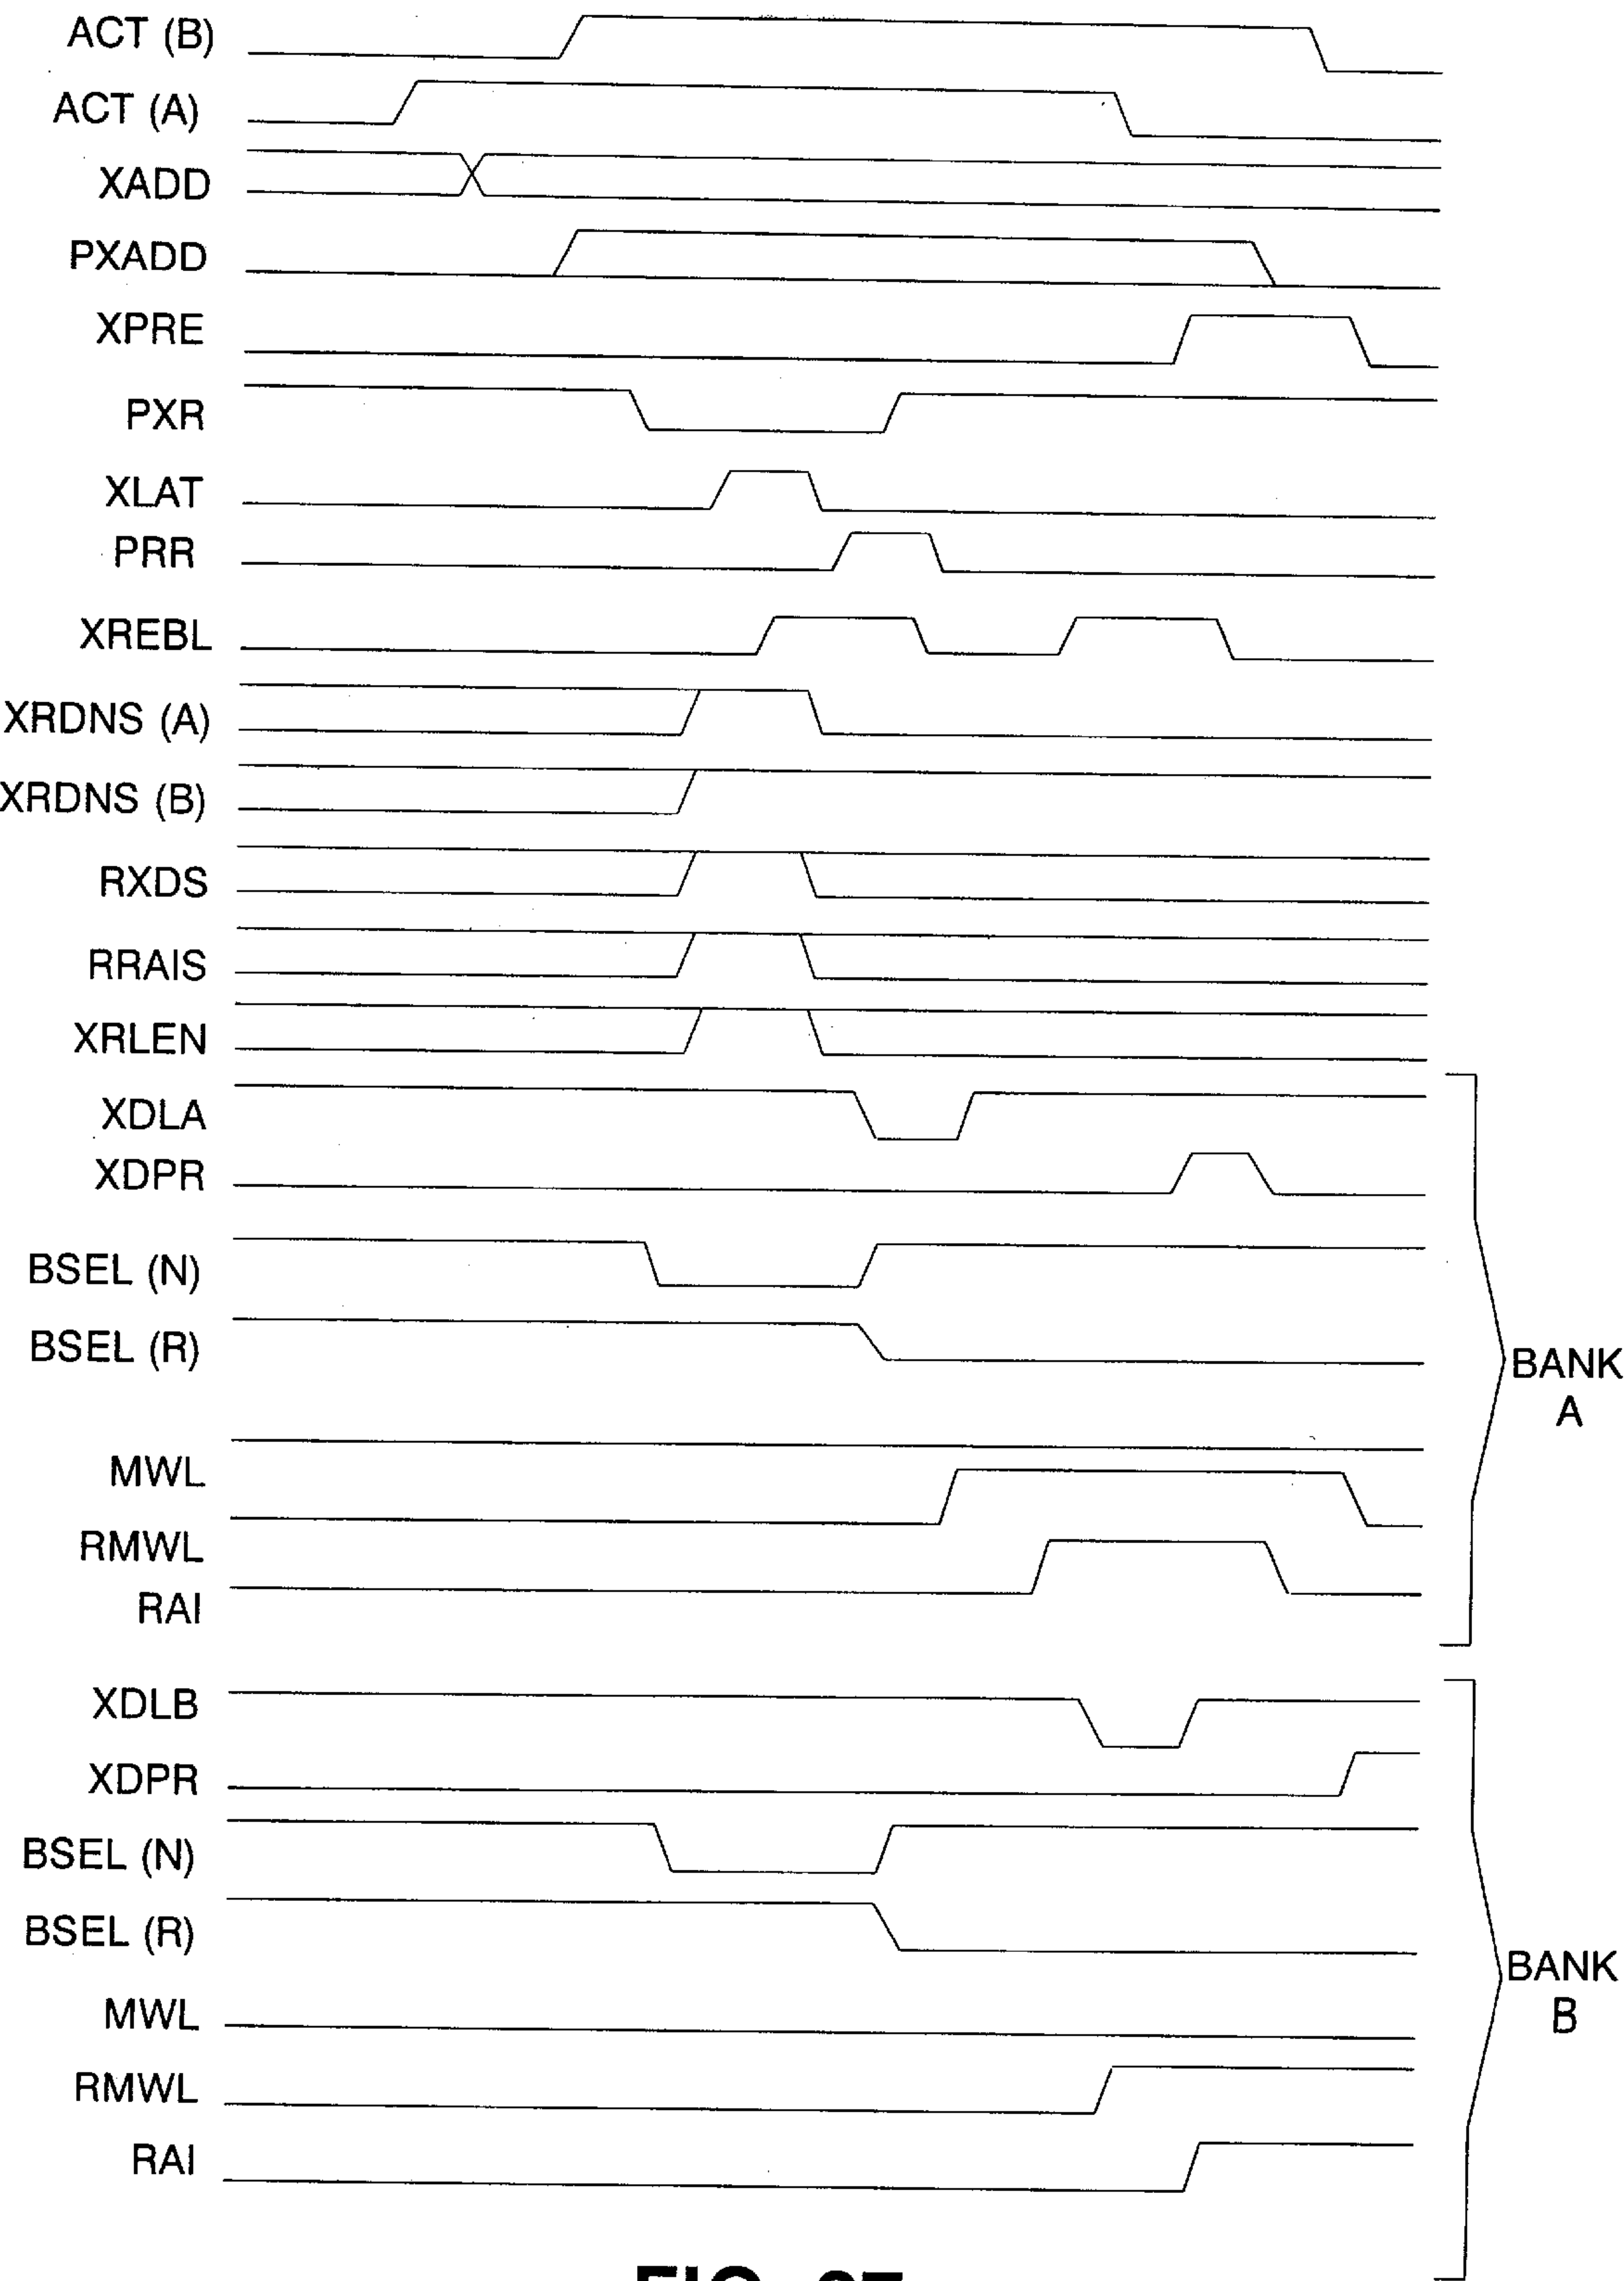 ACT (B)
ACT (A)
XADD
PXADD
XPRE
PXR
XLAT
PRR
XREBL
XRDNS (A)
XRDNS (B)
RXDS
RRAIS
XRLEN
XDLA
XDPR
BSEL (N)
BSEL (R)
MWL
RMWL
RAI
BANK
A
XDLB
XDPR
BSEL (N)
BSEL (R)
MWL
RMWL
RAI
BANK
B